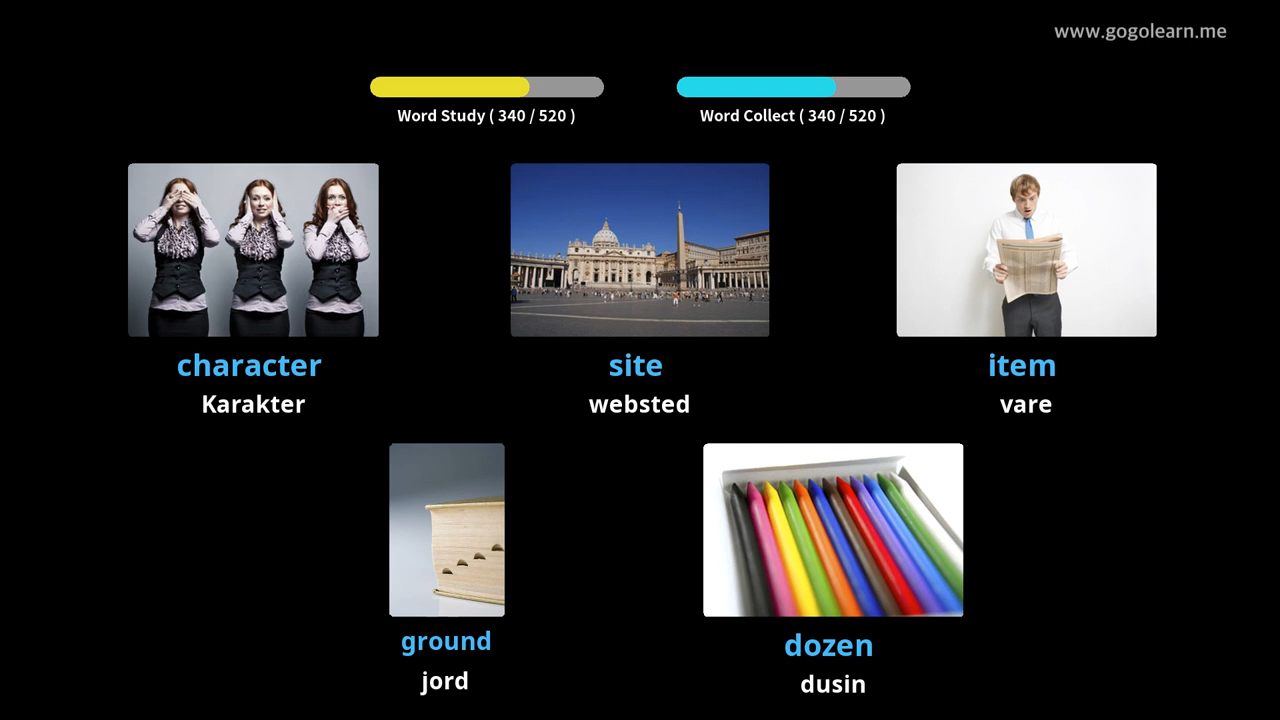 www.gogolearn.me
Word Study ( 340 / 520 )
Word Collect ( 340 / 520 )
character
Karakter
site
websted
item
vare
ground
jord
dozen
dusin